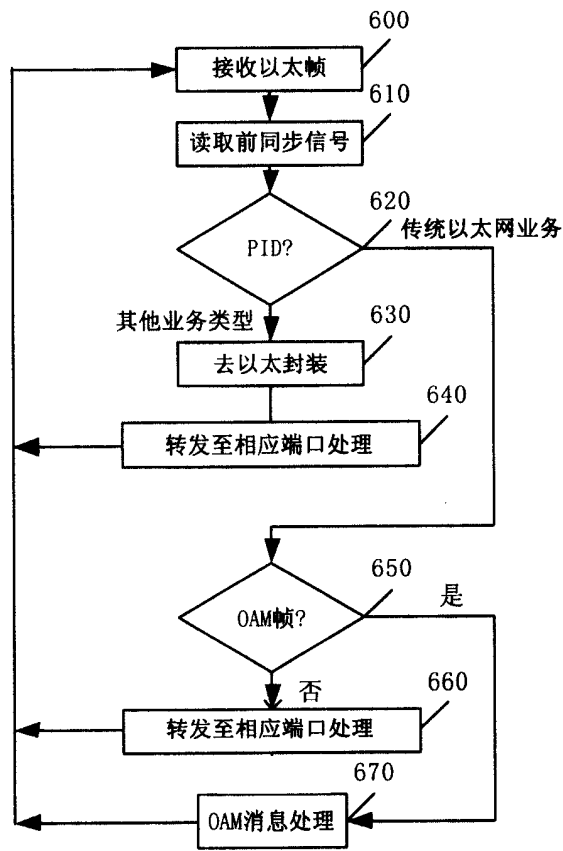 600
接收以太帧
610
读取前同步信号
620
PID?
传统以太网业务
其他业务类型
630
去以太封装
640
转发至相应端口处理
650
OAM帧?
是
否
660
转发至相应端口处理
670
OAM消息处理